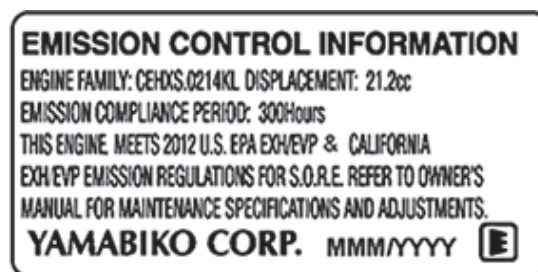 EMISSION CONTROL INFORMATION
ENGINE FAMILY: CEHXS.0214KL DISPLACEMENT: 21.2cc
EMISSION COMPLIANCE PERIOD: 300Hours
THIS ENGINE MEETS 2012 U.S. EPA EXH/EVP & CALIFORNIA
EXH/EVP EMISSION REGULATIONS FOR S.O.R.E. REFER TO OWNER'S
MANUAL FOR MAINTENANCE SPECIFICATIONS AND ADJUSTMENTS.
YAMABIKO CORP. MMM/YYYY E